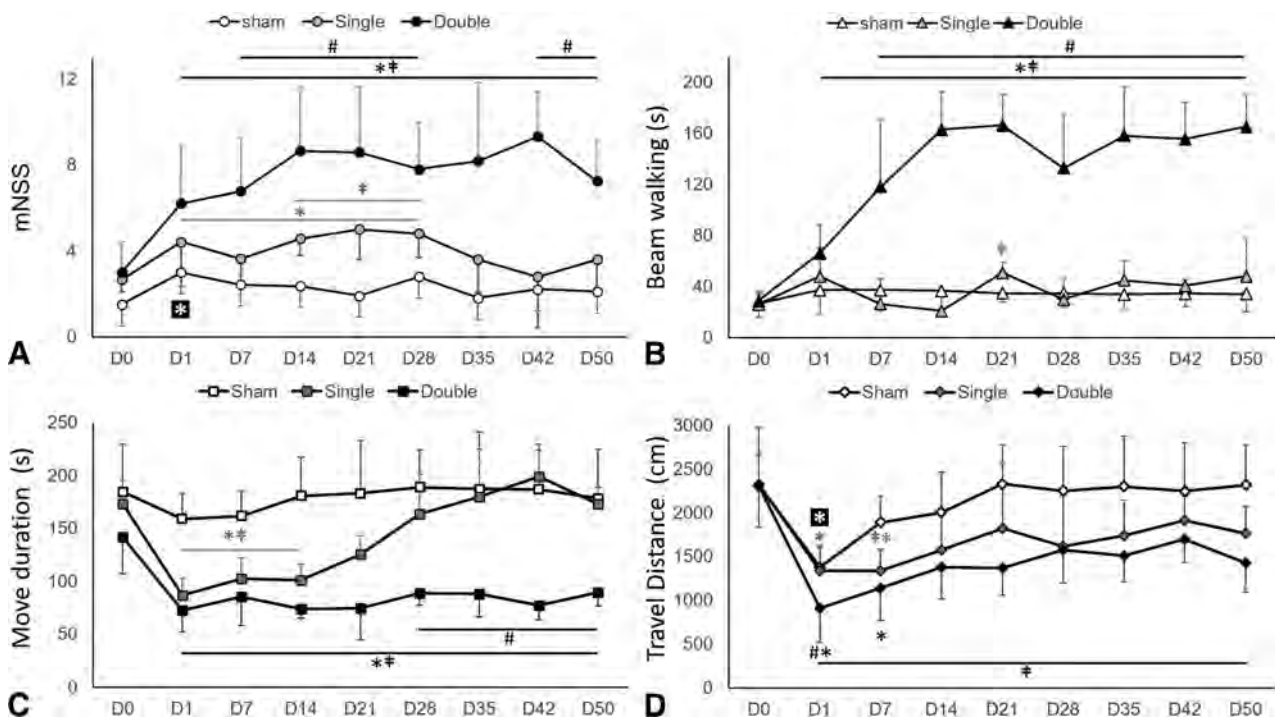 sham Single Double
# #
*ǂ
12
8
4
0
mNSS
ǂ
*
*
A
D0 D1 D7 D14 D21 D28 D35 D42 D50
sham Single Double
#
*ǂ
200
160
120
80
40
0
Beam walking (s)
ǂ
B
D0 D1 D7 D14 D21 D28 D35 D42 D50
Sham Single Double
250
200
150
100
50
0
Move duration (s)
*ǂ
#
*ǂ
C
D0 D1 D7 D14 D21 D28 D35 D42 D50
Sham Single Double
3000
2500
2000
1500
1000
500
0
Travel Distance (cm)
*
*
*ǂ
*
#*
ǂ
D
D0 D1 D7 D14 D21 D28 D35 D42 D50